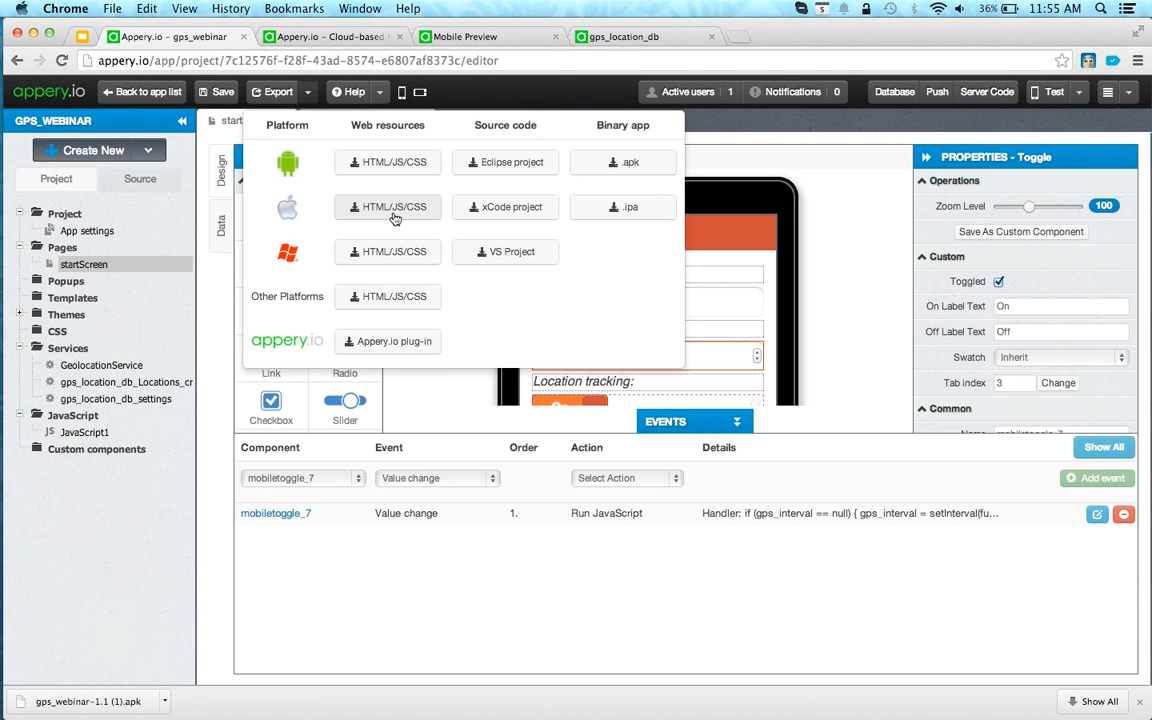 Chrome File Edit View History Bookmarks Window Help 5 36% 11:55 AM
Appery.io - gps_webinar Appery.io - Cloud-based Mobile Preview gps_location_db
appery.io/app/project/7c12576f-f28f-43ad-8574-e6807af8373c/editor
appery.io Back to app list Save Export Help Active users 1 Notifications 0 Database Push Server Code Test
GPS_WEBINAR
start
Create New
Project Source
Project
App settings
Pages
startScreen
Popups
Templates
Themes
CSS
Services
GeolocationService
gps_location_db_Locations_cr
gps_location_db_settings
JavaScript
JS JavaScript1
Custom components
Design
Data
Platform Web resources Source code Binary app
HTML/JS/CSS Eclipse project .apk
HTML/JS/CSS xCode project .ipa
HTML/JS/CSS VS Project
Other Platforms HTML/JS/CSS
appery.io Appery.io plug-in
Link Radio
Checkbox Slider
Location tracking:
PROPERTIES - Toggle
Operations
Zoom Level 100
Save As Custom Component
Custom
Toggled
On Label Text On
Off Label Text Off
Swatch Inherit
Tab index 3 Change
Common
EVENTS
Component Event Order Action Details Show All
mobiletoggle_7 Value change Select Action Add event
mobiletoggle_7 Value change 1. Run JavaScript Handler: if (gps_interval == null) { gps_interval = setInterval(fu...
gps_webinar-1.1 (1).apk Show All